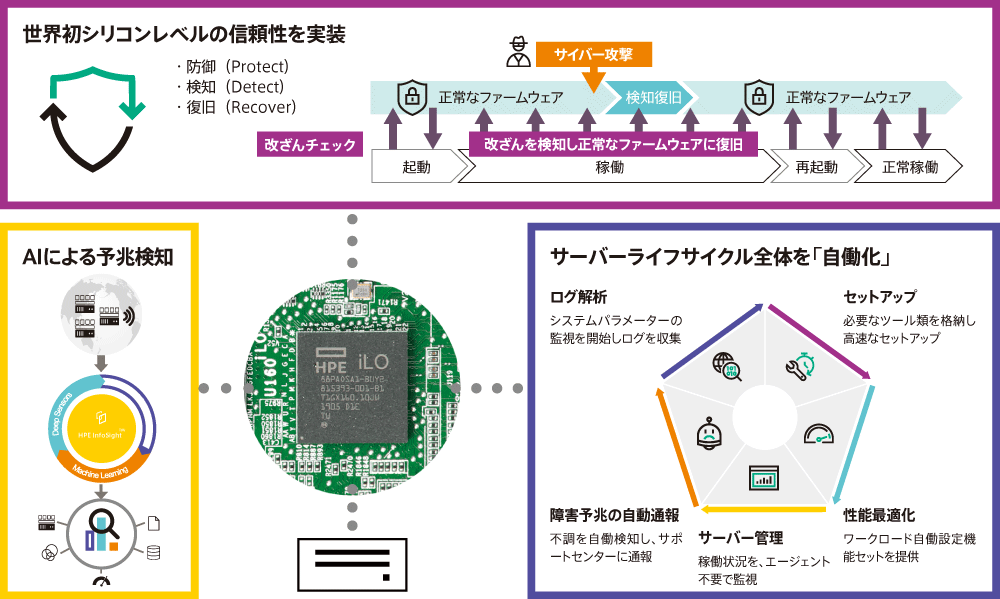 世界初シリコンレベルの信頼性を実装
・防御（Protect）
・検知（Detect）
・復旧（Recover）
サイバー攻撃
正常なファームウェア
検知復旧
正常なファームウェア
改ざんチェック
改ざんを検知し正常なファームウェアに復旧
起動
稼働
再起動
正常稼働
AIによる予兆検知
Deep Sensors
HPE InfoSight
Machine Learning
U160 iLO
HPE iLO
サーバーライフサイクル全体を「自働化」
ログ解析
システムパラメーターの
監視を開始しログを収集
セットアップ
必要なツール類を格納し
高速なセットアップ
障害予兆の自動通報
不調を自働検知し、サポ
ートセンターに通報
サーバー管理
稼働状況を、エージェント
不要で監視
性能最適化
ワークロード自動設定機
能セットを提供